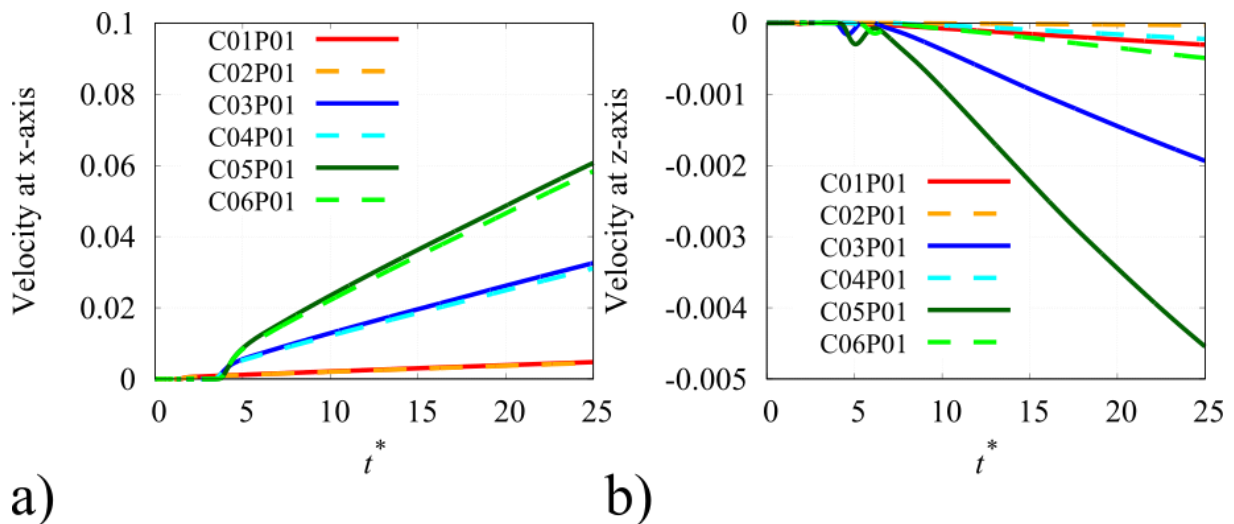 Velocity at x-axis
0.1
0.08
0.06
0.04
0.02
0
C01P01
C02P01
C03P01
C04P01
C05P01
C06P01
0 5 10 15 20 25
t*
a)
Velocity at z-axis
0
-0.001
-0.002
-0.003
-0.004
-0.005
C01P01
C02P01
C03P01
C04P01
C05P01
C06P01
0 5 10 15 20 25
t*
b)